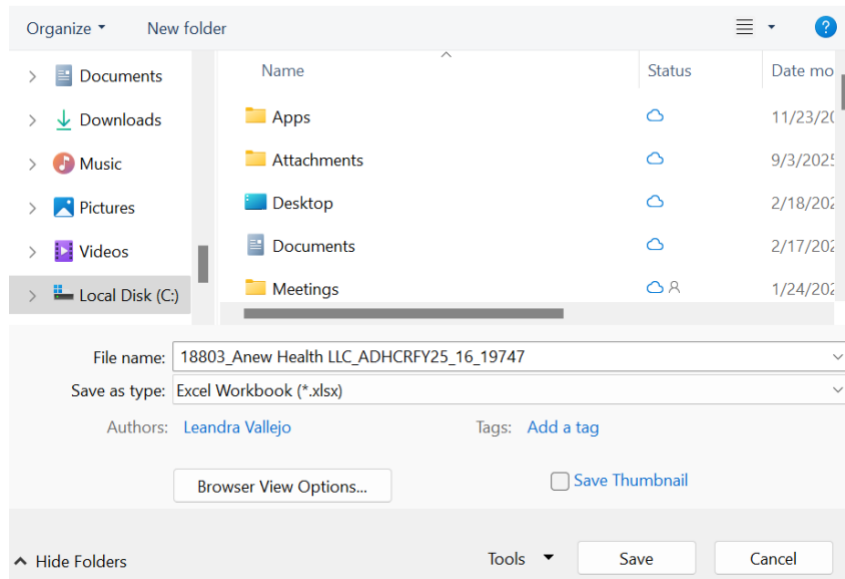 Organize New folder
Name Status Date mo
Documents
Downloads
Music
Pictures
Videos
Local Disk (C:)
Apps 11/23/20
Attachments 9/3/2025
Desktop 2/18/202
Documents 2/17/202
Meetings 1/24/202
File name: 18803_Anew Health LLC_ADHCRFY25_16_19747
Save as type: Excel Workbook (*.xlsx)
Authors: Leandra Vallejo Tags: Add a tag
Browser View Options... Save Thumbnail
Hide Folders Tools Save Cancel